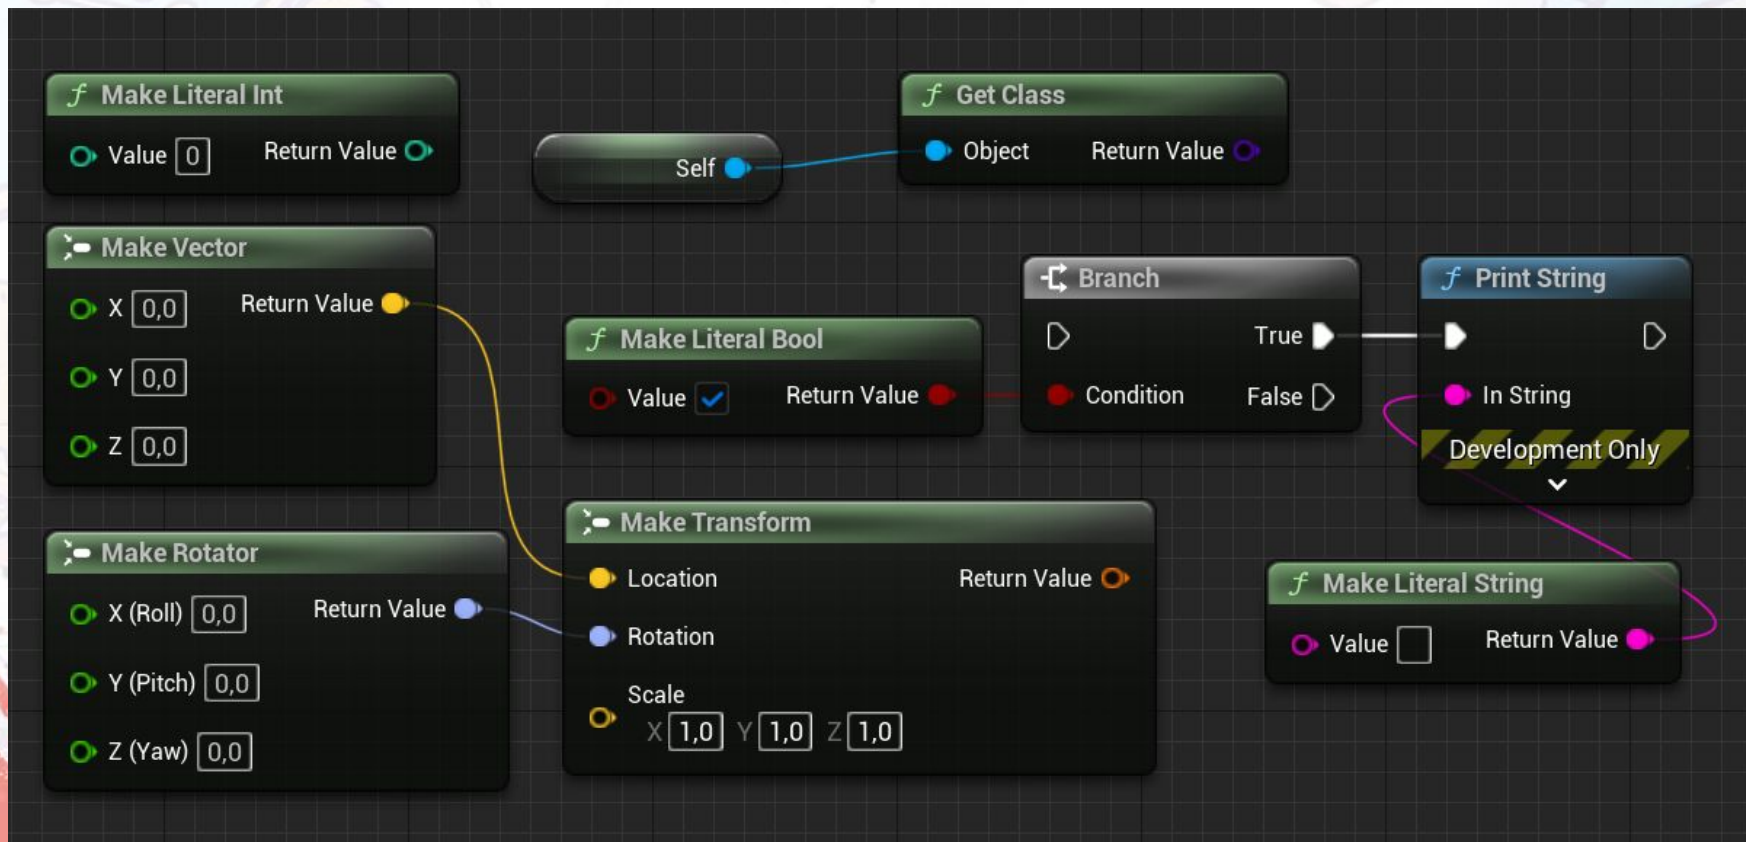 Make Literal Int
Value 0 Return Value
Self
Get Class
Object Return Value
Make Vector
X 0,0 Return Value
Y 0,0
Z 0,0
Make Literal Bool
Value Return Value
Branch
True
Condition False
Print String
In String
Development Only
Make Rotator
X (Roll) 0,0 Return Value
Y (Pitch) 0,0
Z (Yaw) 0,0
Make Transform
Location Return Value
Rotation
Scale
X 1,0 Y 1,0 Z 1,0
Make Literal String
Value Return Value